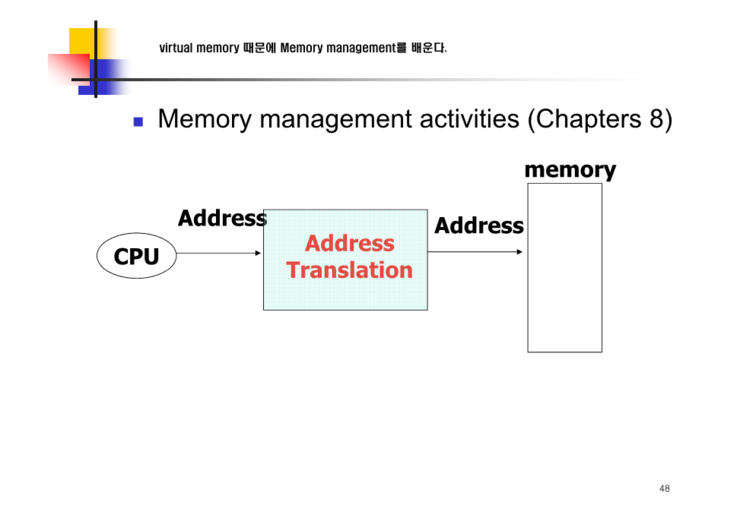 virtual memory 때문에 Memory management를 배운다.
Memory management activities (Chapters 8)
memory
Address
Address
CPU
Address
Translation
48